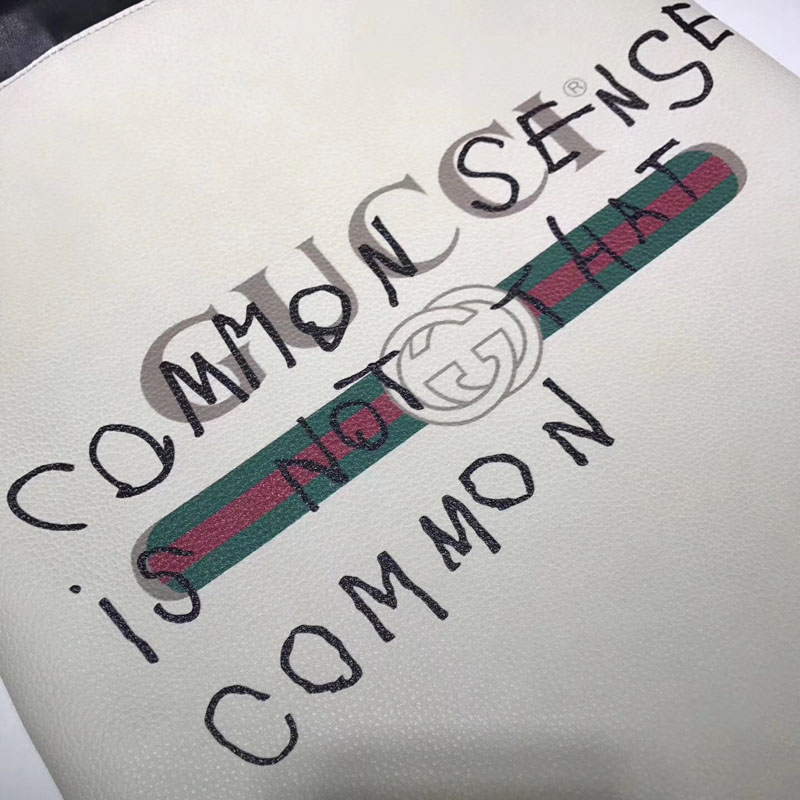 GUCCI®
COMMON SENSE
iS NOT THAT
COMMON